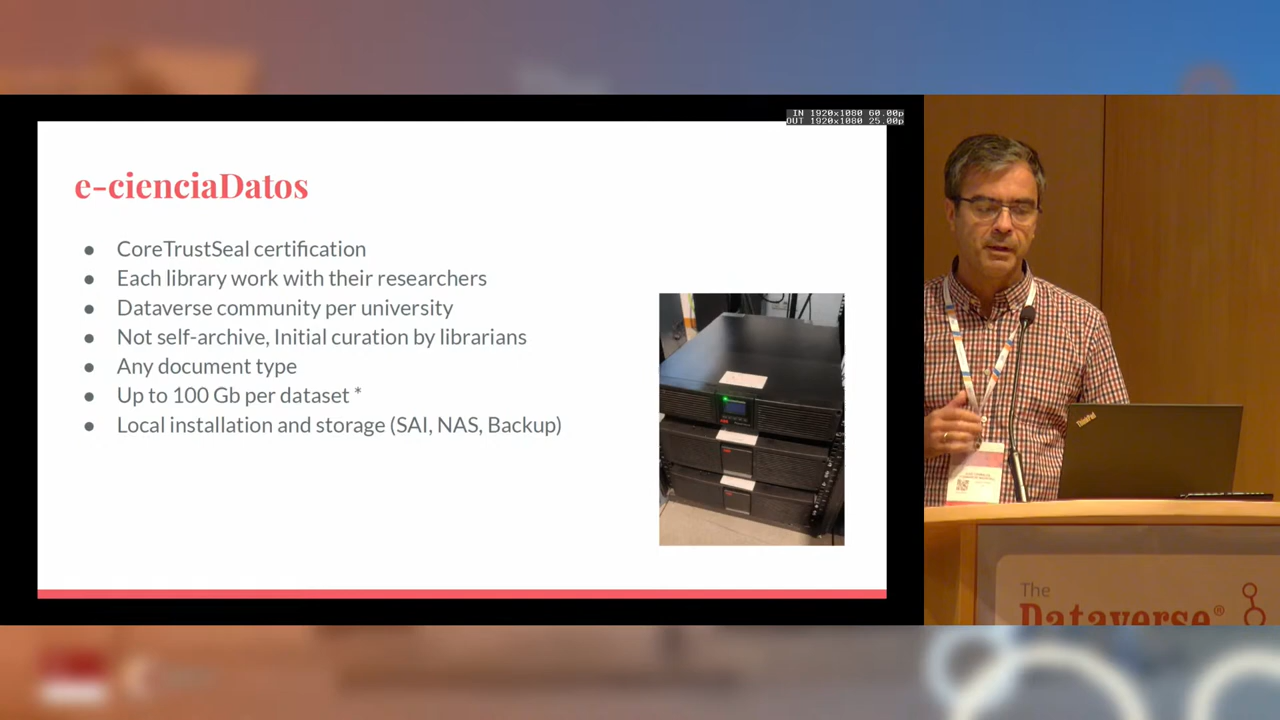 IN 1920x1080 60.00p
OUT 1920x1080 25.00p
e-cienciaDatos
● CoreTrustSeal certification
● Each library work with their researchers
● Dataverse community per university
● Not self-archive, Initial curation by librarians
● Any document type
● Up to 100 Gb per dataset *
● Local installation and storage (SAI, NAS, Backup)
ThinkPad
The
Dataverse®